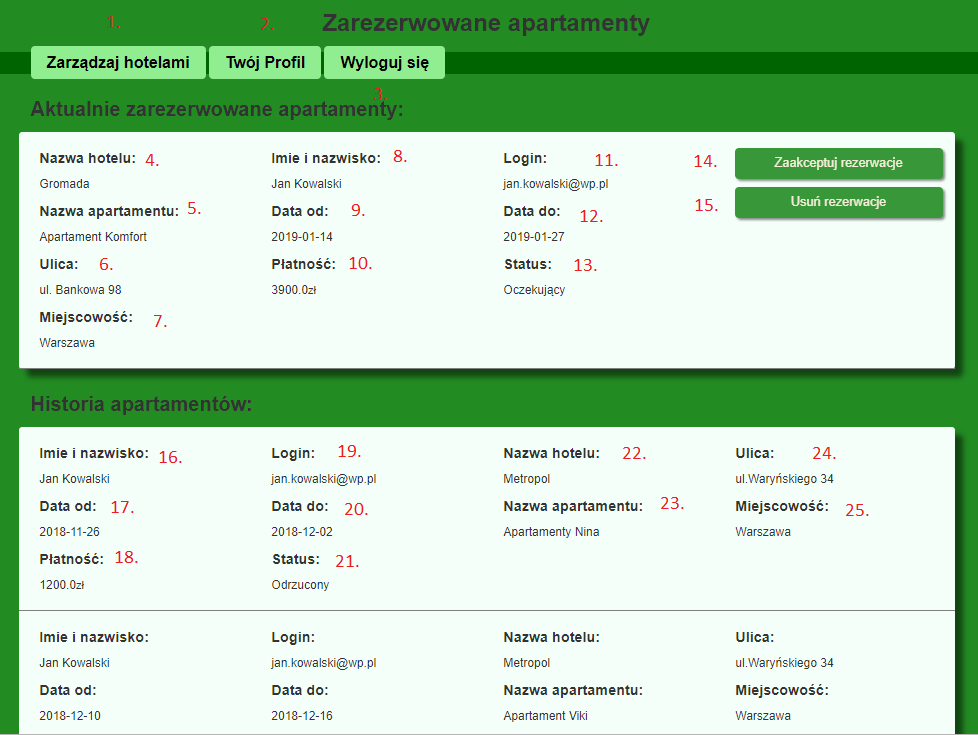 1. 2. Zarezerwowane apartamenty
Zarządzaj hotelami Twój Profil Wyloguj się
3.
Aktualnie zarezerwowane apartamenty:
Nazwa hotelu: 4. Imie i nazwisko: 8. Login: 11. 14. Zaakceptuj rezerwacje
Gromada Jan Kowalski jan.kowalski@wp.pl
Nazwa apartamentu: 5. Data od: 9. Data do: 12. 15. Usuń rezerwacje
Apartament Komfort 2019-01-14 2019-01-27
Ulica: 6. Płatność: 10. Status: 13.
ul. Bankowa 98 3900.0zł Oczekujący
Miejscowość: 7.
Warszawa
Historia apartamentów:
Imie i nazwisko: 16. Login: 19. Nazwa hotelu: 22. Ulica: 24.
Jan Kowalski jan.kowalski@wp.pl Metropol ul.Waryńskiego 34
Data od: 17. Data do: 20. Nazwa apartamentu: 23. Miejscowość: 25.
2018-11-26 2018-12-02 Apartamenty Nina Warszawa
Płatność: 18. Status: 21.
1200.0zł Odrzucony
Imie i nazwisko: Login: Nazwa hotelu: Ulica:
Jan Kowalski jan.kowalski@wp.pl Metropol ul.Waryńskiego 34
Data od: Data do: Nazwa apartamentu: Miejscowość:
2018-12-10 2018-12-16 Apartament Viki Warszawa